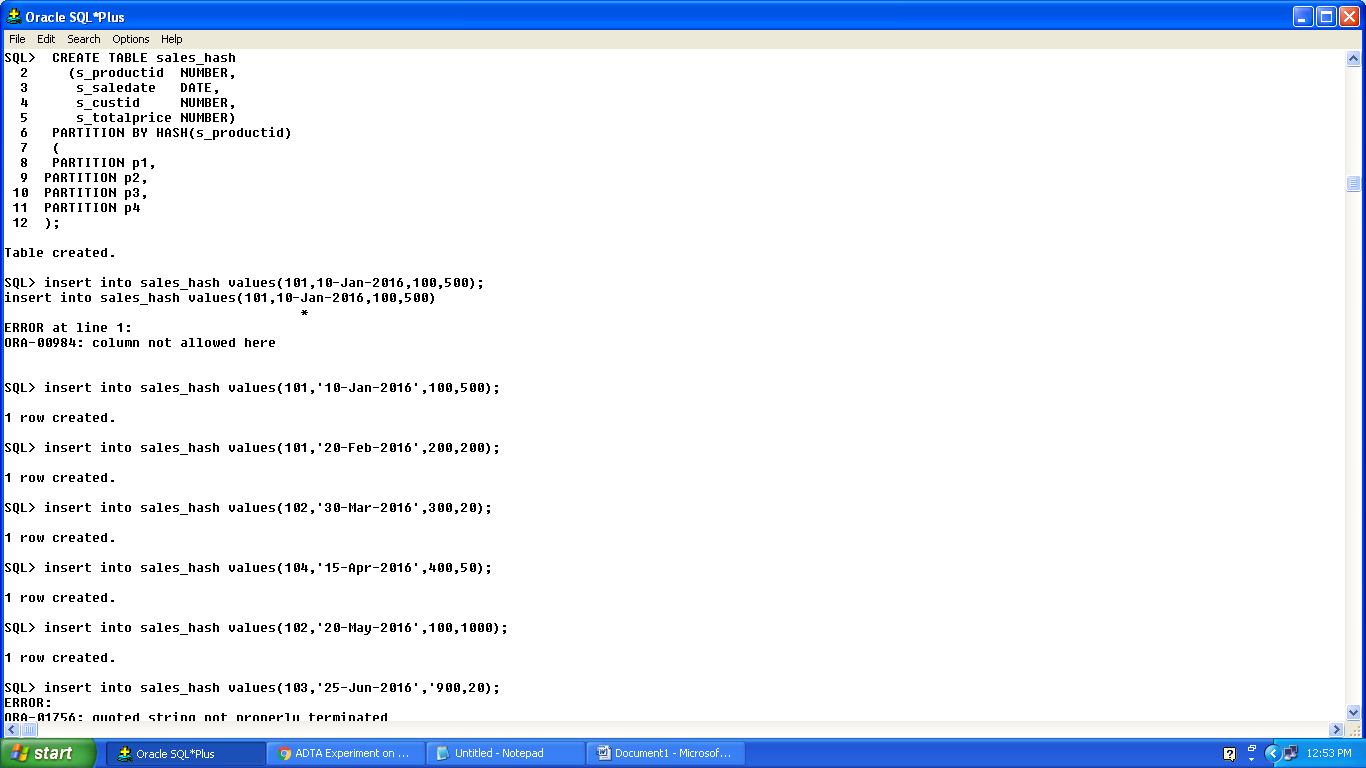 Oracle SQL*Plus
File Edit Search Options Help
SQL>  CREATE TABLE sales_hash
  2     (s_productid  NUMBER,
  3      s_saledate   DATE,
  4      s_custid     NUMBER,
  5      s_totalprice NUMBER)
  6   PARTITION BY HASH(s_productid)
  7   (
  8   PARTITION p1,
  9  PARTITION p2,
 10  PARTITION p3,
 11  PARTITION p4
 12  );
Table created.
SQL> insert into sales_hash values(101,10-Jan-2016,100,500);
insert into sales_hash values(101,10-Jan-2016,100,500)
*
ERROR at line 1:
ORA-00984: column not allowed here
SQL> insert into sales_hash values(101,'10-Jan-2016',100,500);
1 row created.
SQL> insert into sales_hash values(101,'20-Feb-2016',200,200);
1 row created.
SQL> insert into sales_hash values(102,'30-Mar-2016',300,20);
1 row created.
SQL> insert into sales_hash values(104,'15-Apr-2016',400,50);
1 row created.
SQL> insert into sales_hash values(102,'20-May-2016',100,1000);
1 row created.
SQL> insert into sales_hash values(103,'25-Jun-2016','900,20);
ERROR:
ORA-01756: quoted string not properly terminated
start Oracle SQL*Plus ADTA Experiment on ... Untitled - Notepad Document1 - Microsof... 12:53 PM